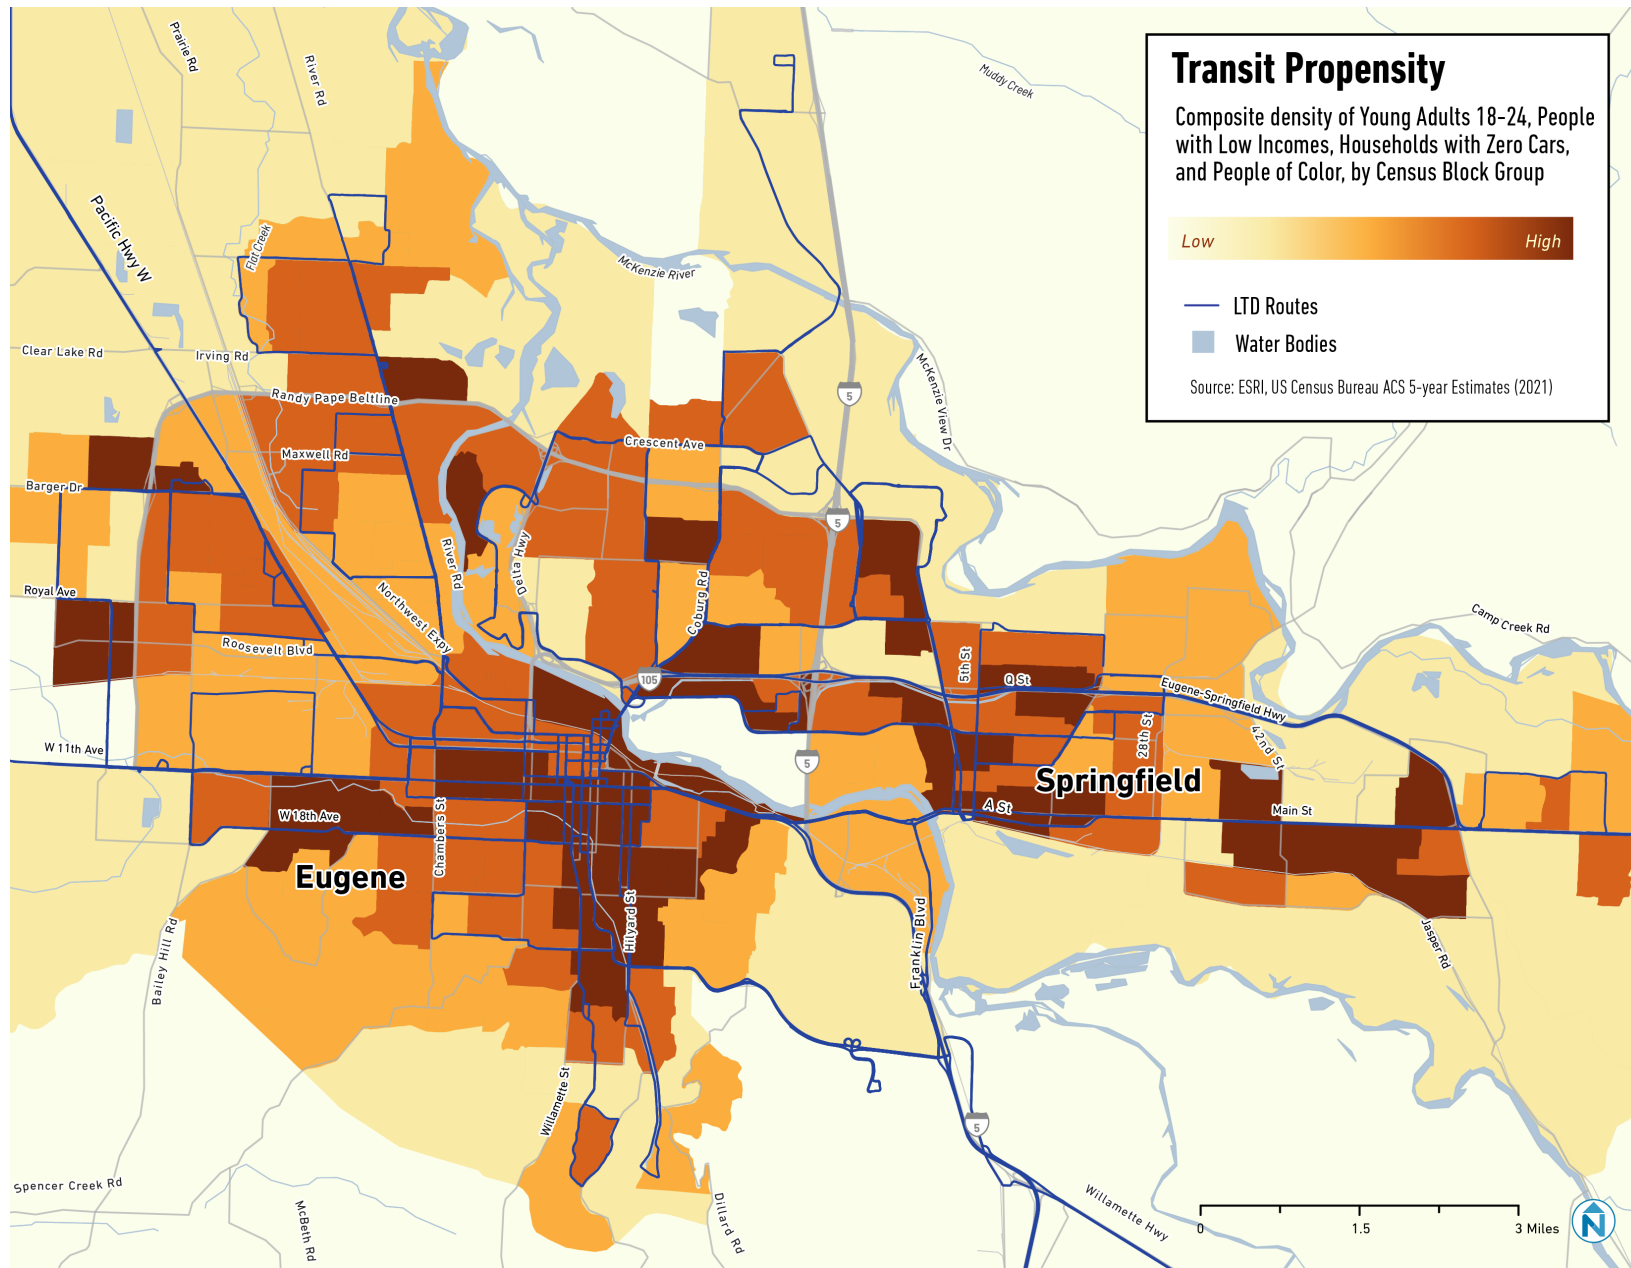 Transit Propensity
Composite density of Young Adults 18-24, People
with Low Incomes, Households with Zero Cars,
and People of Color, by Census Block Group
Low
High
LTD Routes
Water Bodies
Source: ESRI, US Census Bureau ACS 5-year Estimates (2021)
Prairie Rd
River Rd
Muddy Creek
Pacific Hwy W
Flat Creek
McKenzie River
Clear Lake Rd
Irving Rd
McKenzie View Dr
5
Randy Pape Beltline
Crescent Ave
Maxwell Rd
Barger Dr
5
River Rd
Delta Hwy
Royal Ave
Northwest Expy
Coburg Rd
Camp Creek Rd
Roosevelt Blvd
5th St
105
Q St
Eugene-Springfield Hwy
28th St
42nd St
W 11th Ave
5
Springfield
A St
Main St
W 18th Ave
Chambers St
Eugene
Hilyard St
Franklin Blvd
Jasper Rd
Bailey Hill Rd
Willamette St
5
Spencer Creek Rd
McBeth Rd
Dillard Rd
Willamette Hwy
0
1.5
3 Miles
N